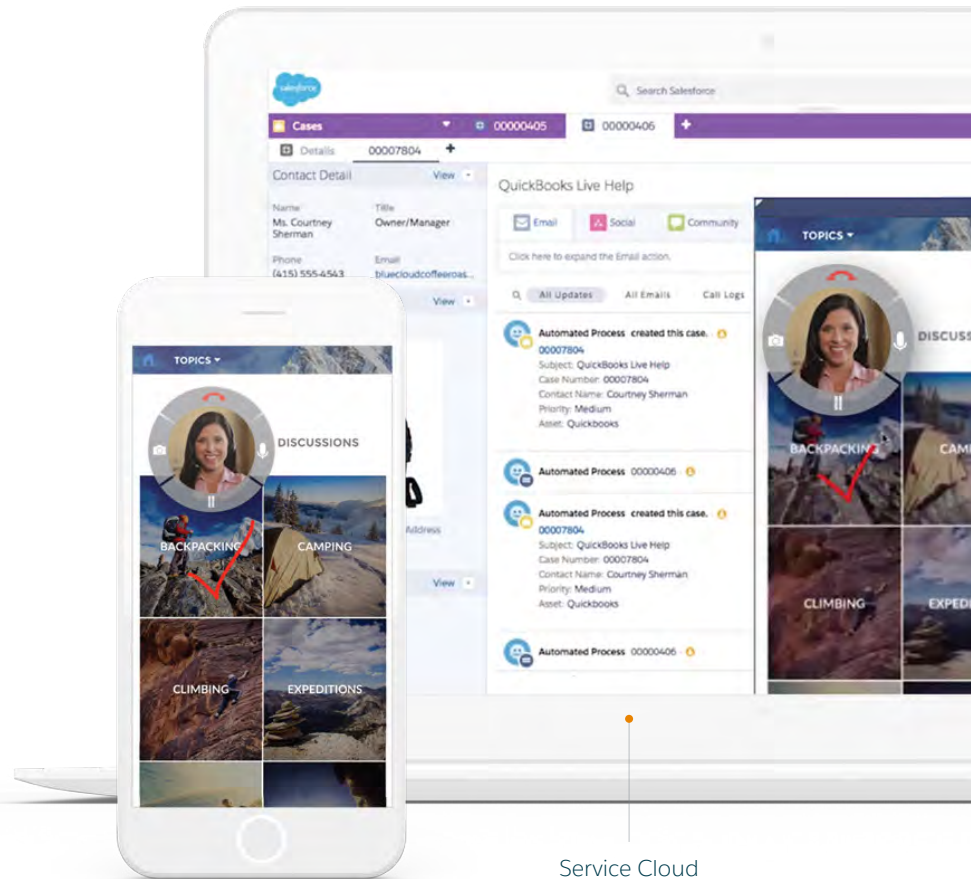 salesforce
Search Salesforce
Cases
00000405
00000406
+
Details
00007804
+
Contact Detail
View
Name
Title
Ms. Courtney
Sherman
Owner/Manager
Phone
Email
(415) 555-4543
bluecloudcoffeeroas...
View
Address
View
QuickBooks Live Help
Email
Social
Community
Click here to expand the Email action.
All Updates
All Emails
Call Logs
Automated Process created this case.
00007804
Subject: QuickBooks Live Help
Case Number: 00007804
Contact Name: Courtney Sherman
Priority: Medium
Asset: Quickbooks
Automated Process 00000406
Automated Process created this case.
00007804
Subject: QuickBooks Live Help
Case Number: 00007804
Contact Name: Courtney Sherman
Priority: Medium
Asset: Quickbooks
Automated Process 00000406
TOPICS
DISCUSS
BACKPACKING
CAM
CLIMBING
EXPEDI
TOPICS
DISCUSSIONS
BACKPACKING
CAMPING
CLIMBING
EXPEDITIONS
Service Cloud